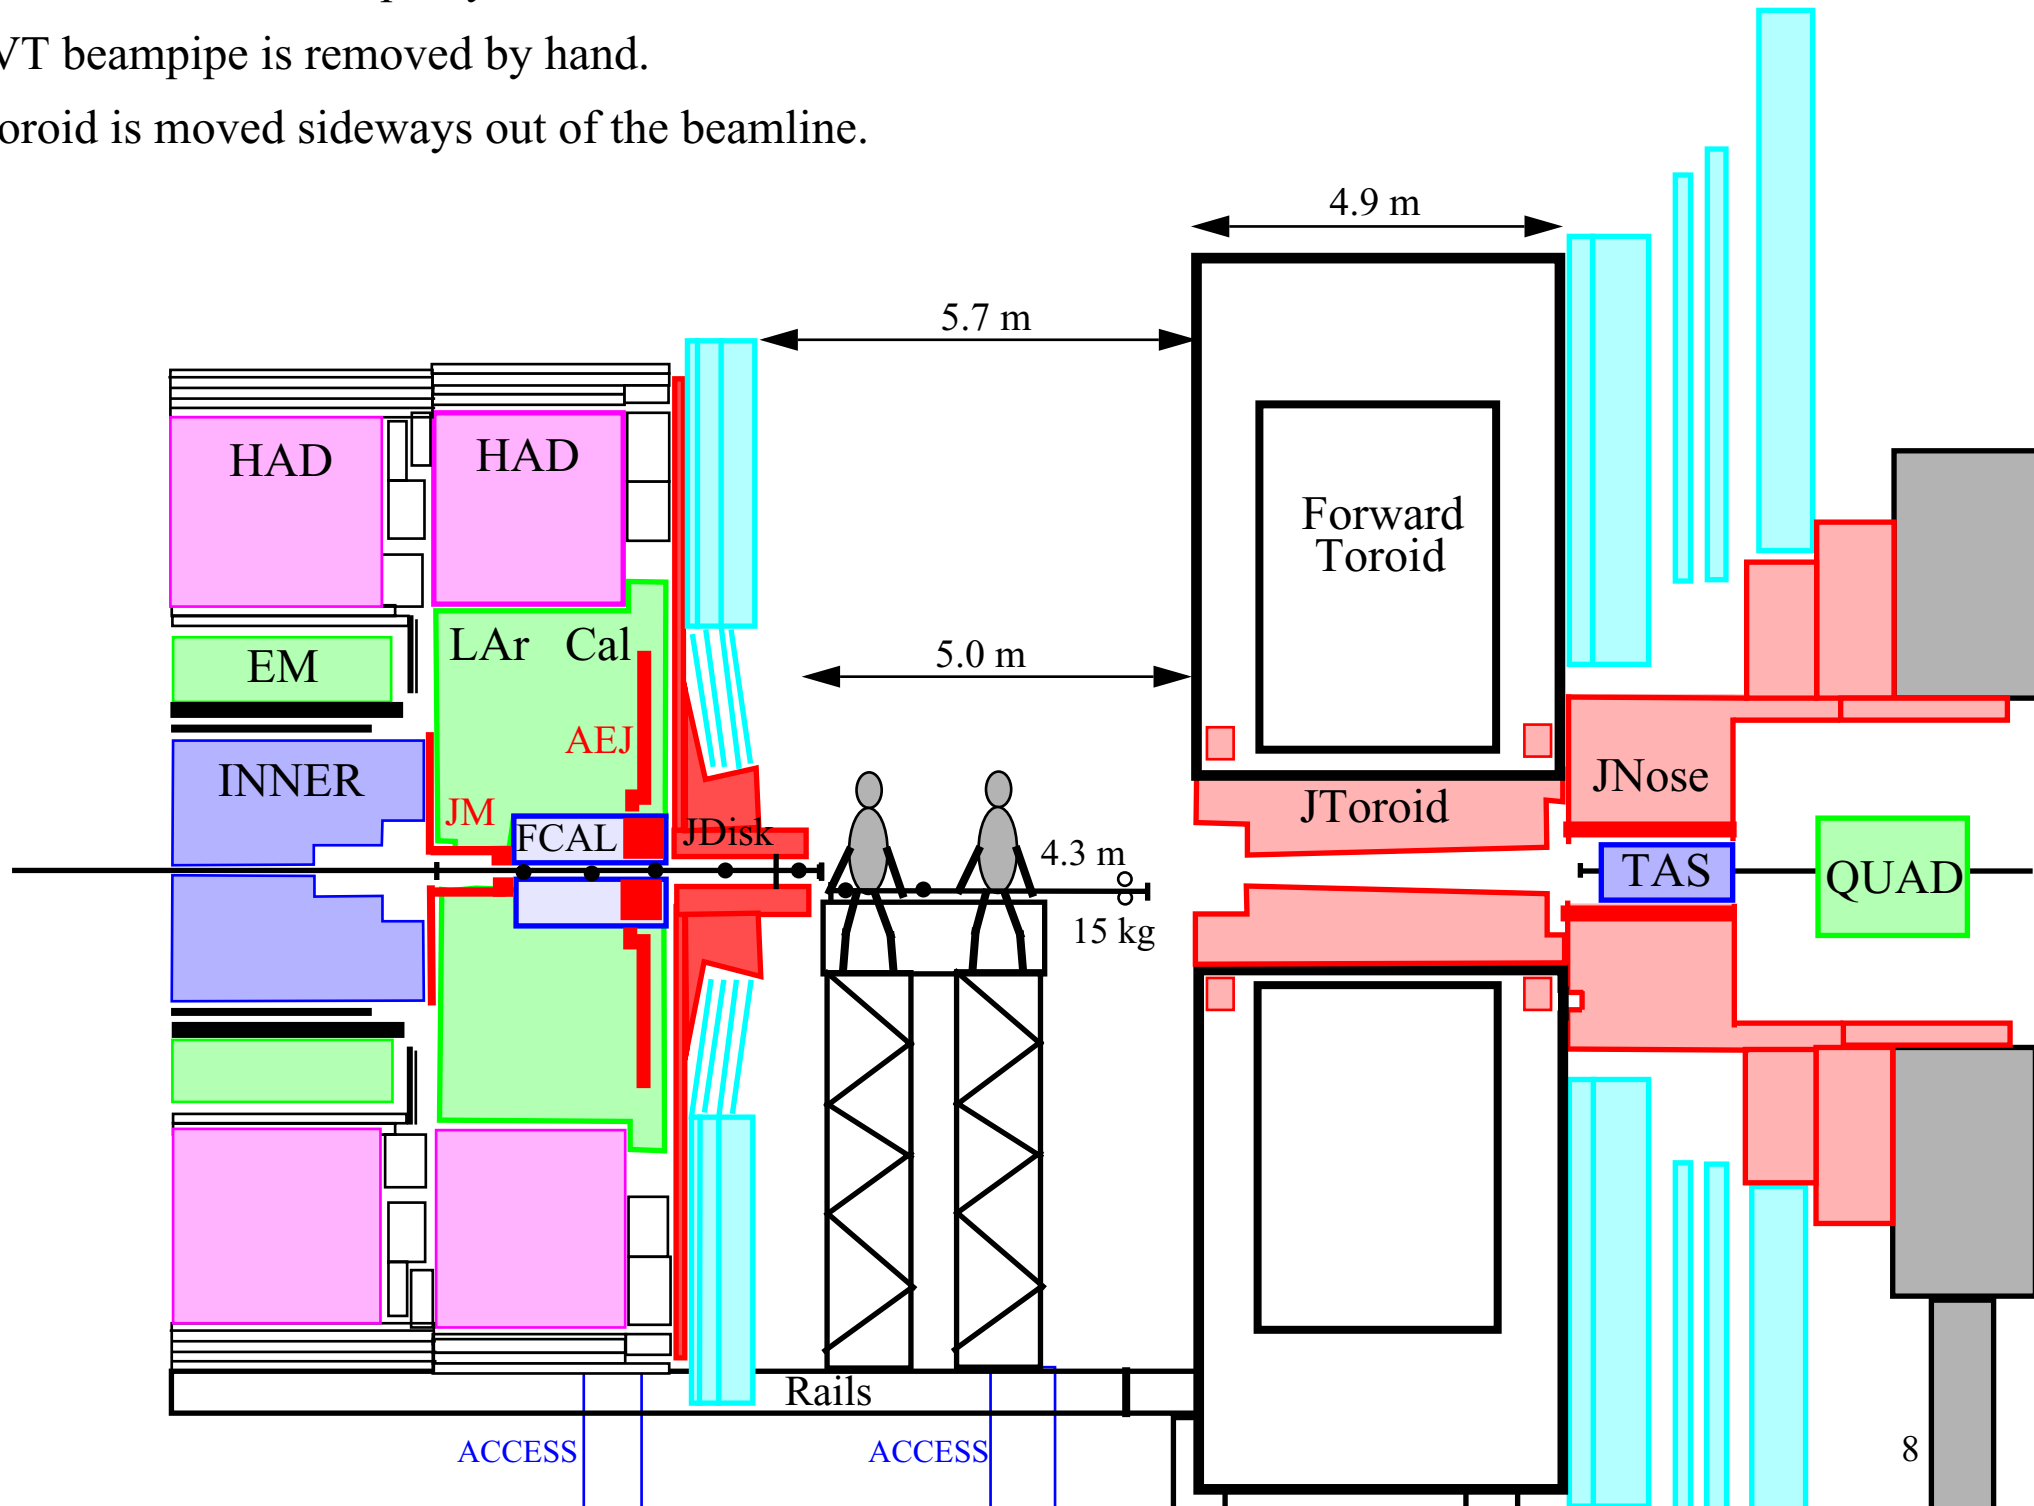 VT beampipe is removed by hand.
oroid is moved sideways out of the beamline.
4.9 m
5.7 m
HAD
HAD
Forward
Toroid
LAr Cal
5.0 m
EM
AEJ
INNER
JNose
JM
JToroid
FCAL
JDisk
4.3 m
TAS
QUAD
15 kg
Rails
ACCESS
ACCESS
8